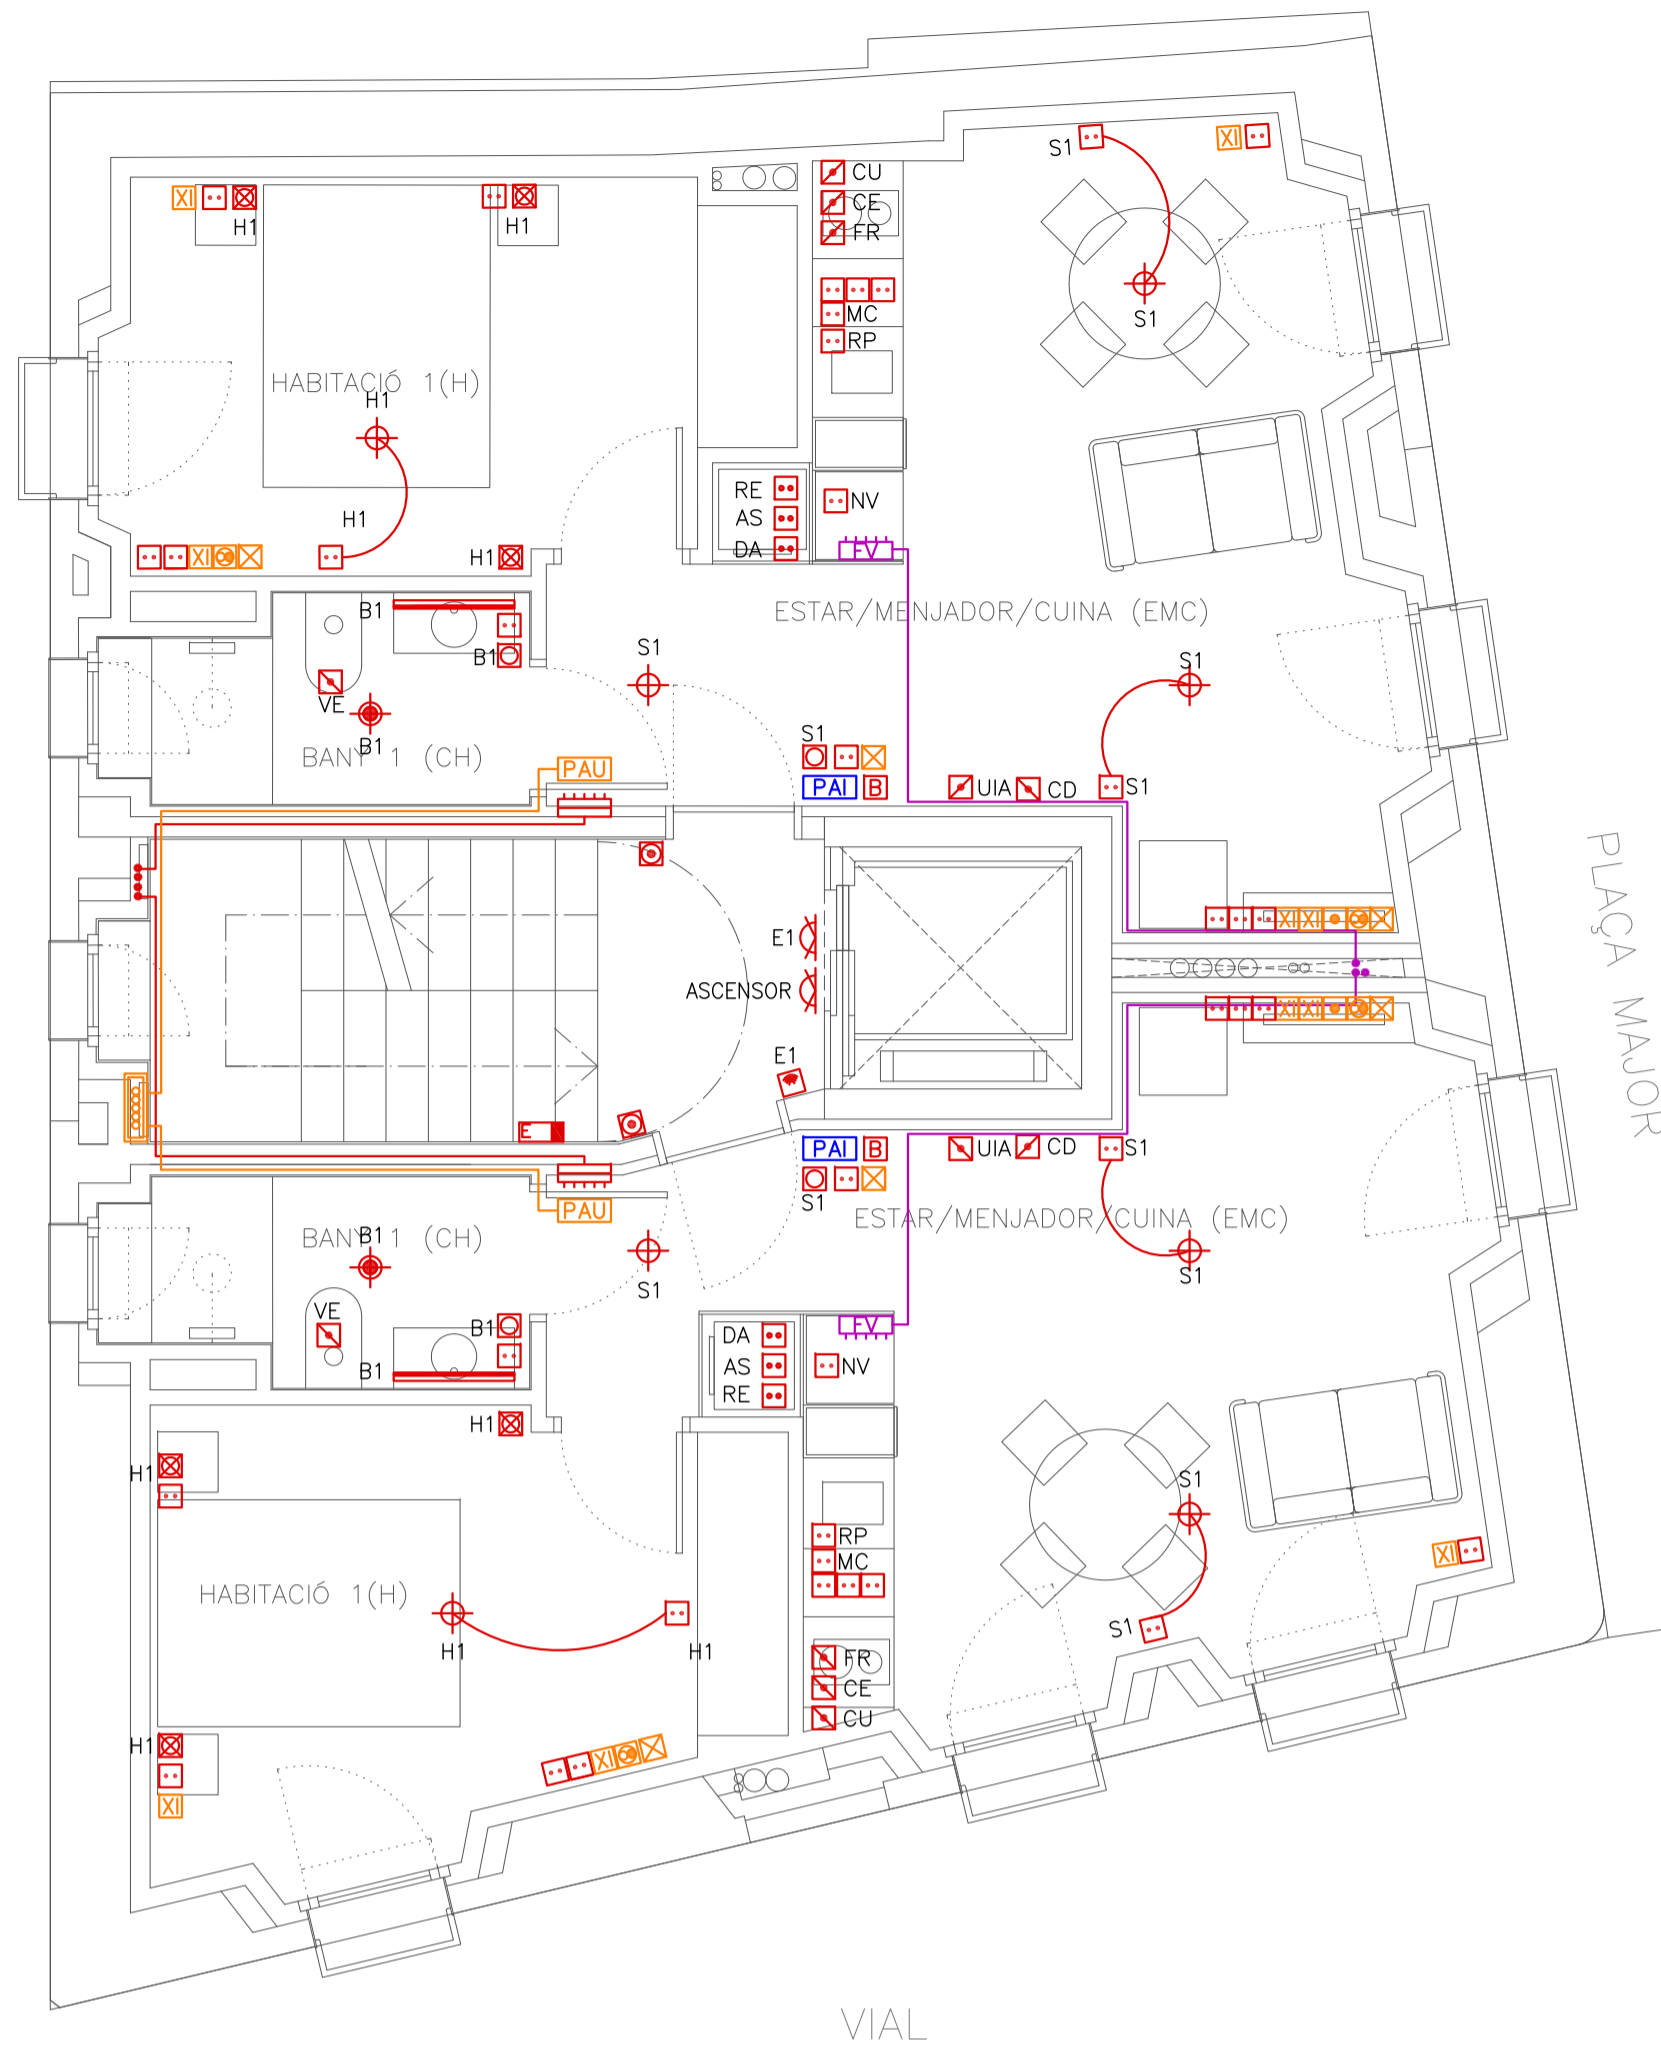 S1
XI
CU
CE
FR
XI
H1
H1
S1
MC
RP
HABITACIÓ 1(H)
H1
RE
NV
AS
H1
DA
FV
XI
H1
B1
ESTAR/MENJADOR/CUINA (EMC)
B1
S1
S1
VE
B1
BANY 1 (CH)
S1
PAU
PAI B
UIA
CD
S1
PLAÇA MAJOR
XI XI
E1
ASCENSOR
XI XI
E1
E
PAI B
UIA
CD
S1
PAU
S1
ESTAR/MENJADOR/CUINA (EMC)
BANY 1 (CH)
B1
S1
S1
VE
B1
FV
DA
B1
AS
NV
RE
H1
H1
S1
RP
XI
MC
HABITACIÓ 1(H)
H1
H1
S1
FR
CE
CU
H1
XI
XI
VIAL